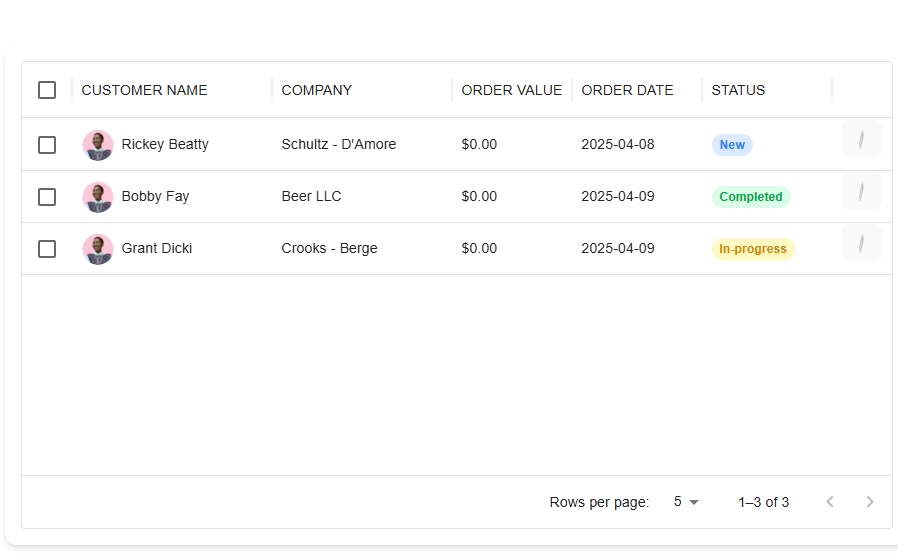 CUSTOMER NAME COMPANY ORDER VALUE ORDER DATE STATUS
Rickey Beatty Schultz - D'Amore $0.00 2025-04-08 New
Bobby Fay Beer LLC $0.00 2025-04-09 Completed
Grant Dicki Crooks - Berge $0.00 2025-04-09 In-progress
Rows per page: 5 1–3 of 3